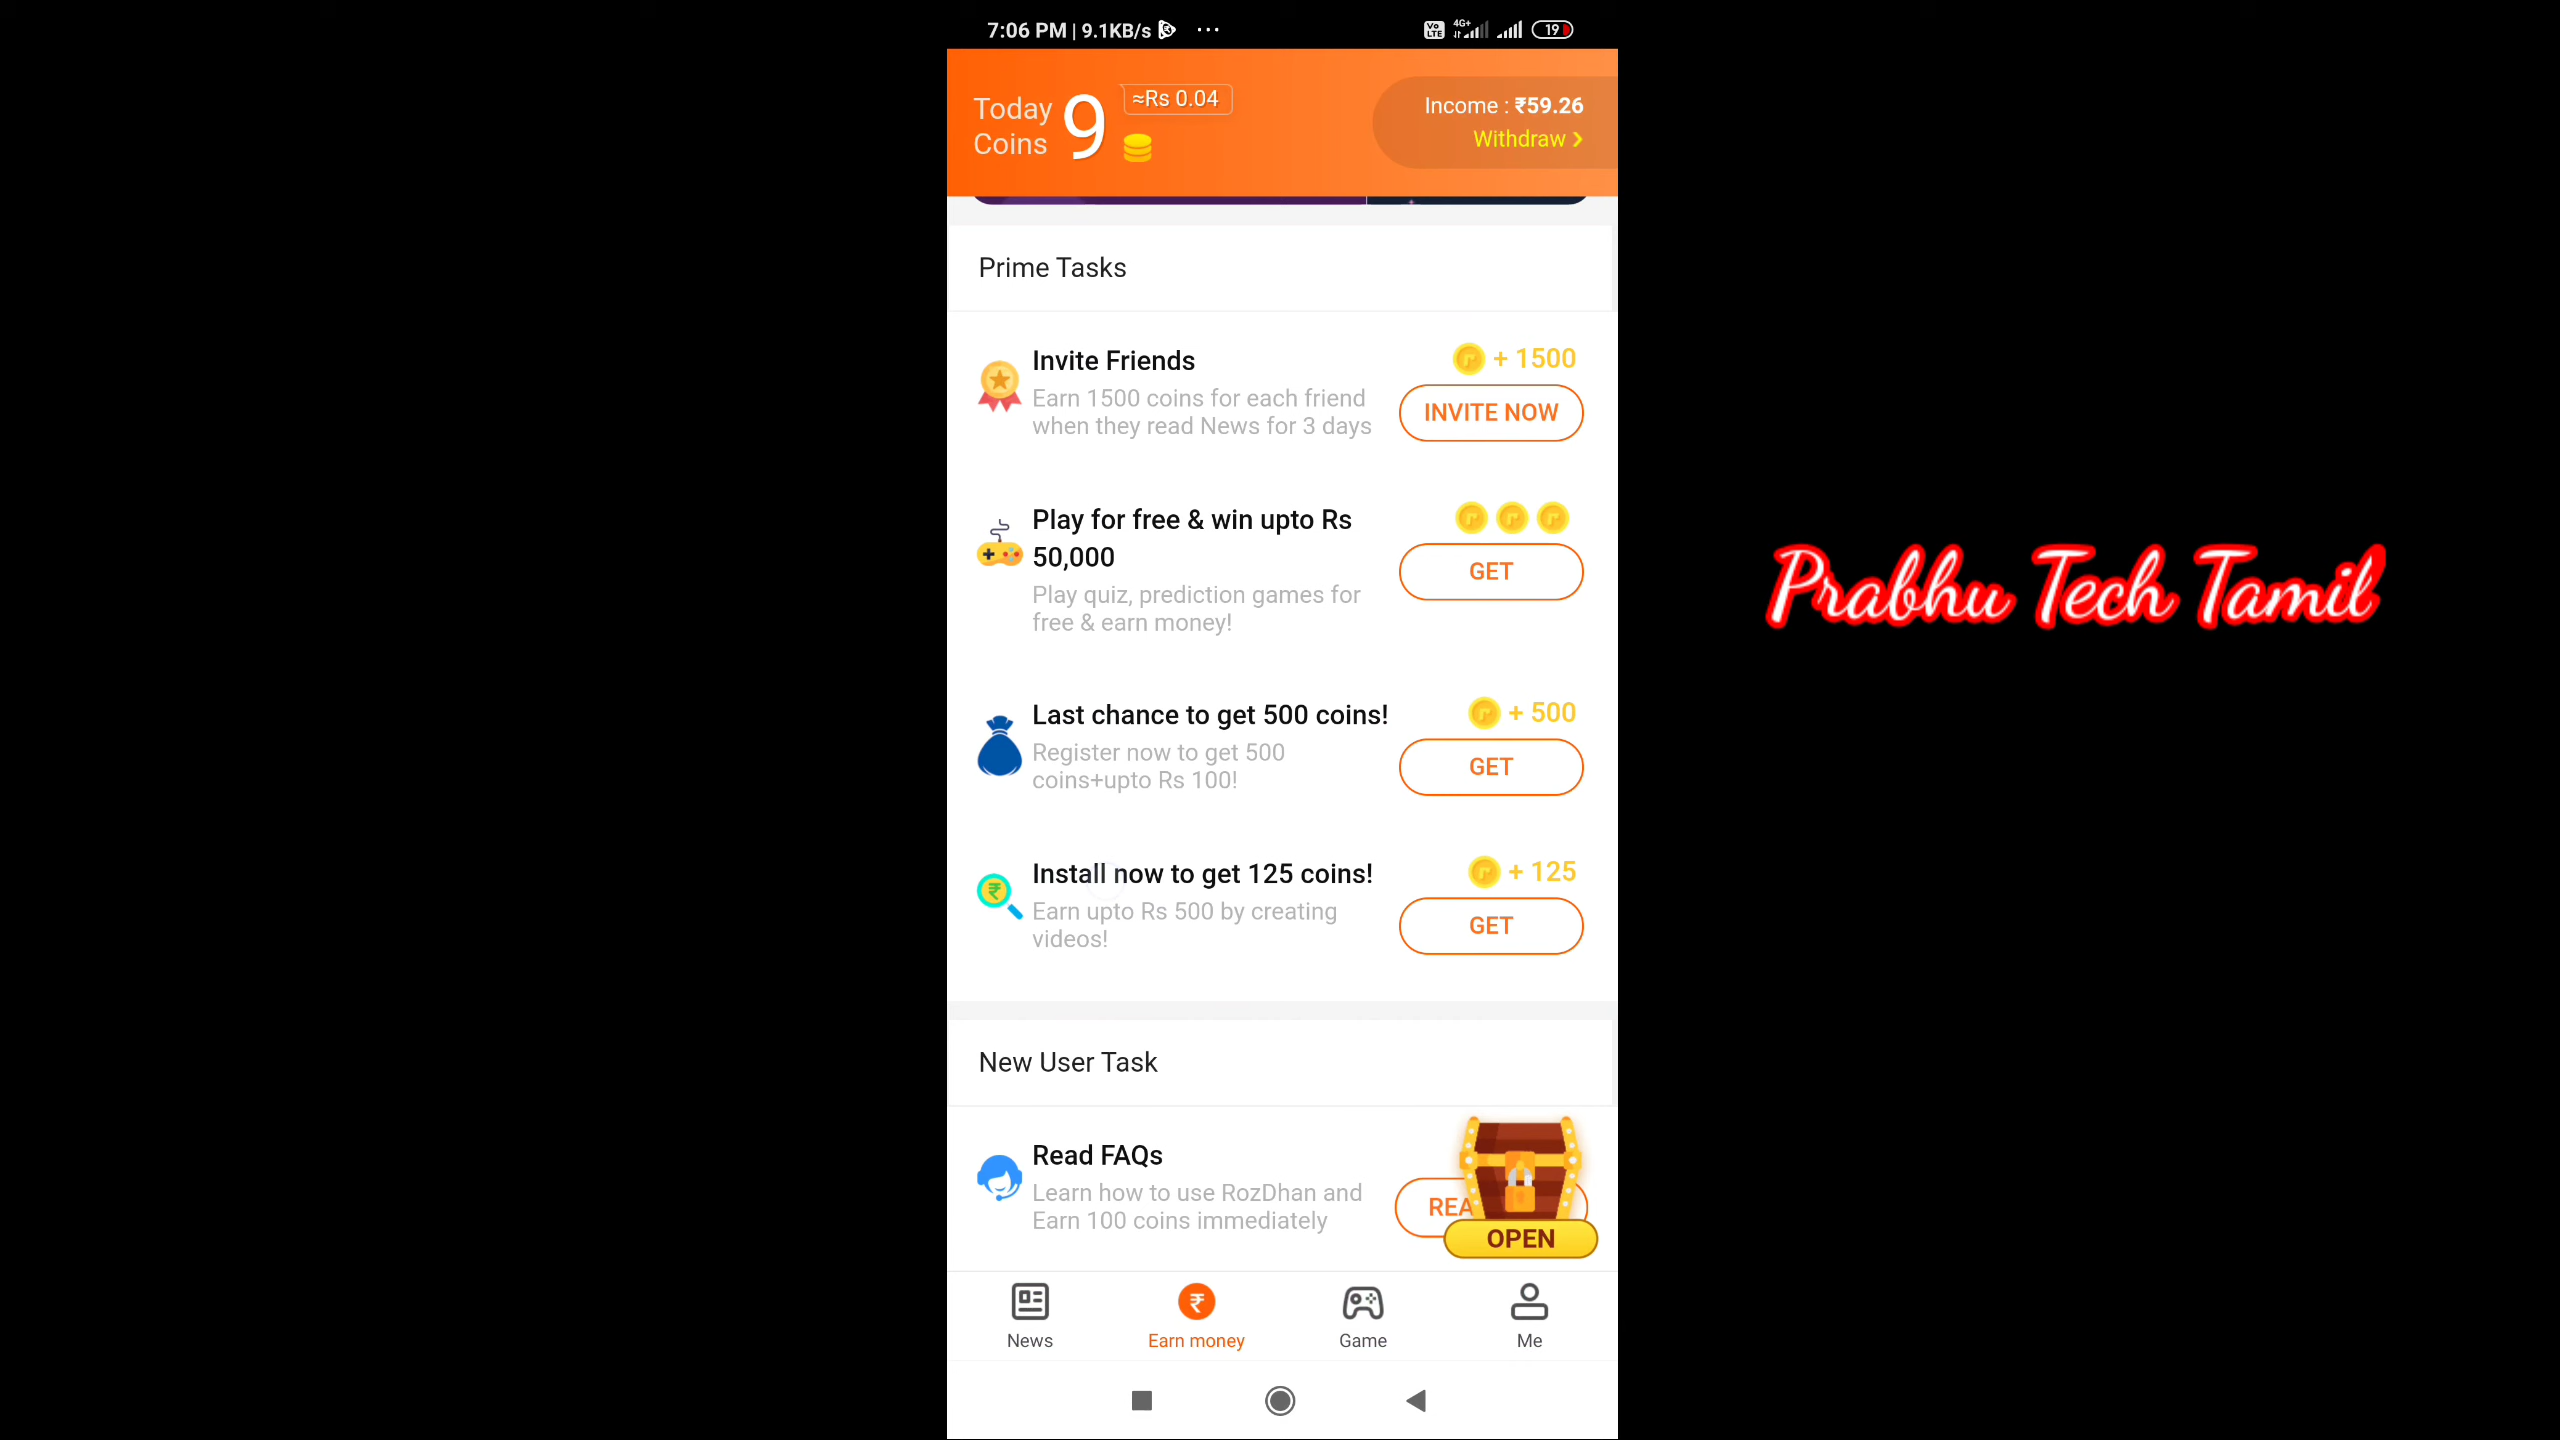 7:06 PM | 9.1KB/s ...
Vo LTE 4G+ 19
Today Coins 9 ≈Rs 0.04
Income : ₹59.26
Withdraw >
Prime Tasks
Invite Friends
Earn 1500 coins for each friend
when they read News for 3 days
+ 1500
INVITE NOW
Play for free & win upto Rs
50,000
Play quiz, prediction games for
free & earn money!
GET
Last chance to get 500 coins!
Register now to get 500
coins+upto Rs 100!
+ 500
GET
Install now to get 125 coins!
Earn upto Rs 500 by creating
videos!
+ 125
GET
New User Task
Read FAQs
Learn how to use RozDhan and
Earn 100 coins immediately
OPEN
News Earn money Game Me
Prabhu Tech Tamil